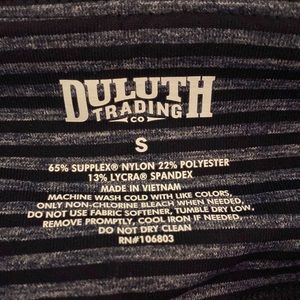 DULUTH
TRADING
CO
S
65% SUPPLEX® NYLON 22% POLYESTER
13% LYCRA® SPANDEX
MADE IN VIETNAM
MACHINE WASH COLD WITH LIKE COLORS,
ONLY NON-CHLORINE BLEACH WHEN NEEDED,
DO NOT USE FABRIC SOFTENER, TUMBLE DRY LOW,
REMOVE PROMPTLY, COOL IRON IF NEEDED,
DO NOT DRY CLEAN
RN#106803